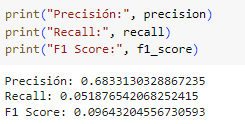 print("Precisión:", precision)
print("Recall:", recall)
print("F1 Score:", f1_score)
Precisión: 0.6833130328867235
Recall: 0.051876542068252415
F1 Score: 0.09643204556730593